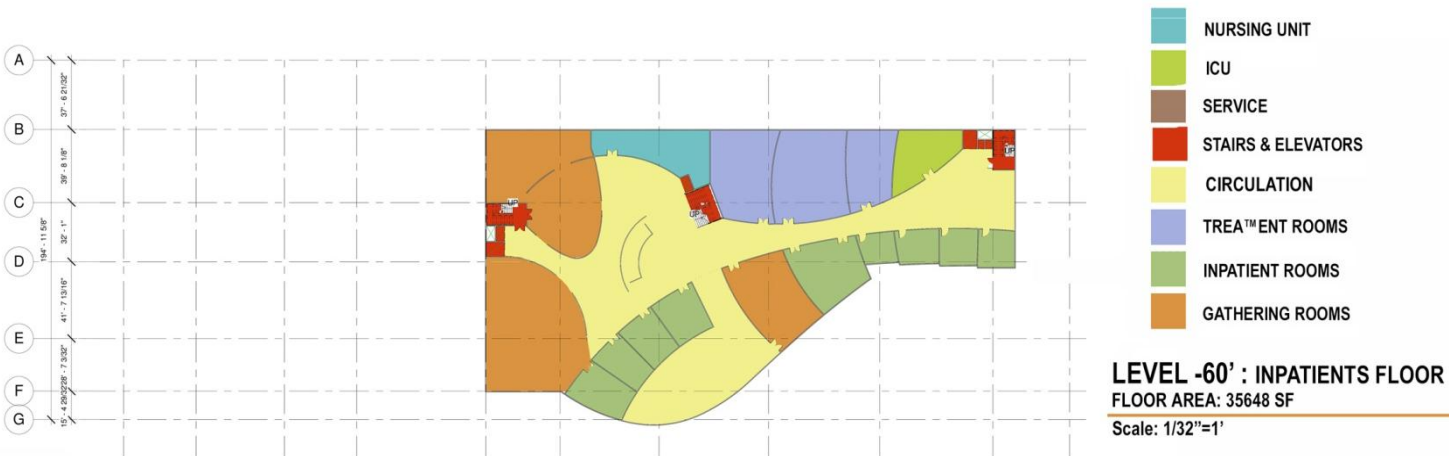 A
B
C
D
E
F
G
37' - 6 21/32"
39' - 8 1/8"
32' - 1"
41' - 7 13/16"
28' - 7 3/32"
15' - 4 29/32"
194' - 11 5/8"
UP
UP
UP
NURSING UNIT
ICU
SERVICE
STAIRS & ELEVATORS
CIRCULATION
TREA™ENT ROOMS
INPATIENT ROOMS
GATHERING ROOMS
LEVEL -60' : INPATIENTS FLOOR
FLOOR AREA: 35648 SF
Scale: 1/32”=1’